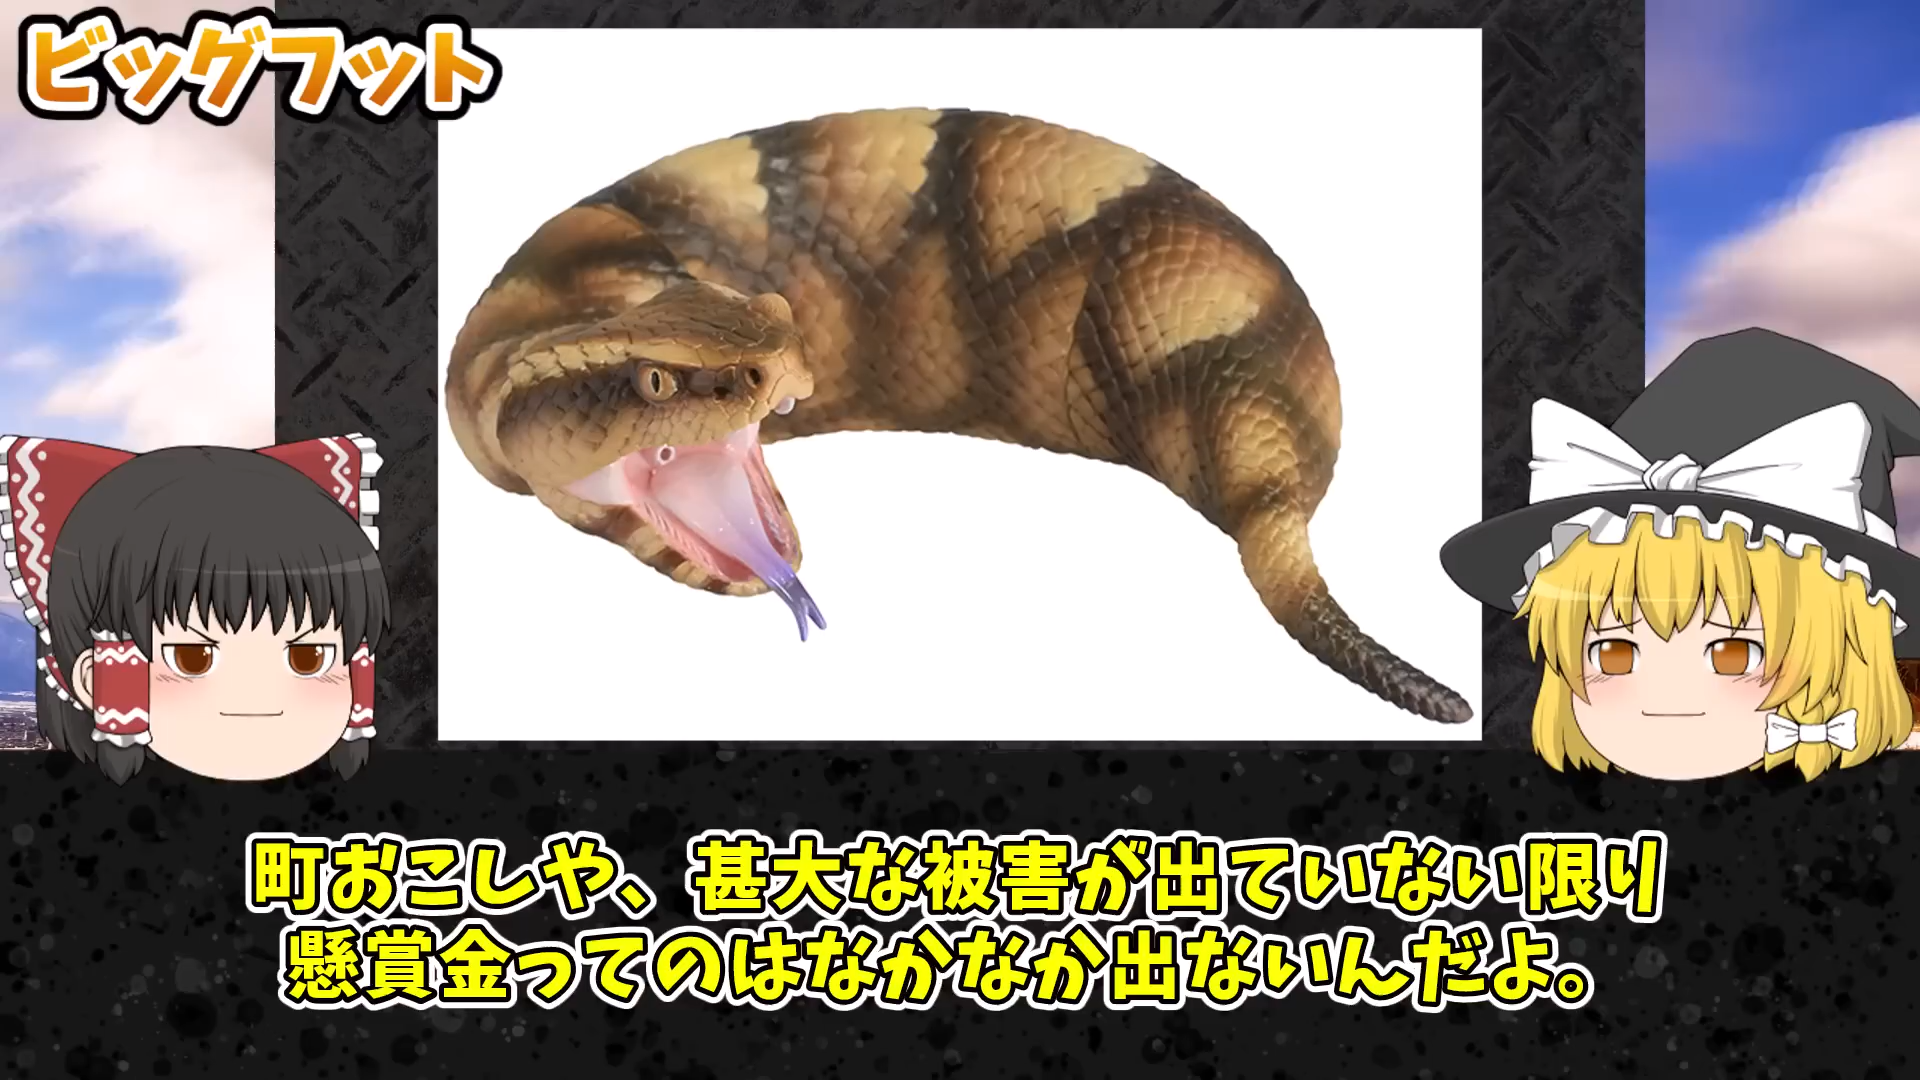 ビッグフット
町おこしや、甚大な被害が出ていない限り
懸賞金ってのはなかなか出ないんだよ。